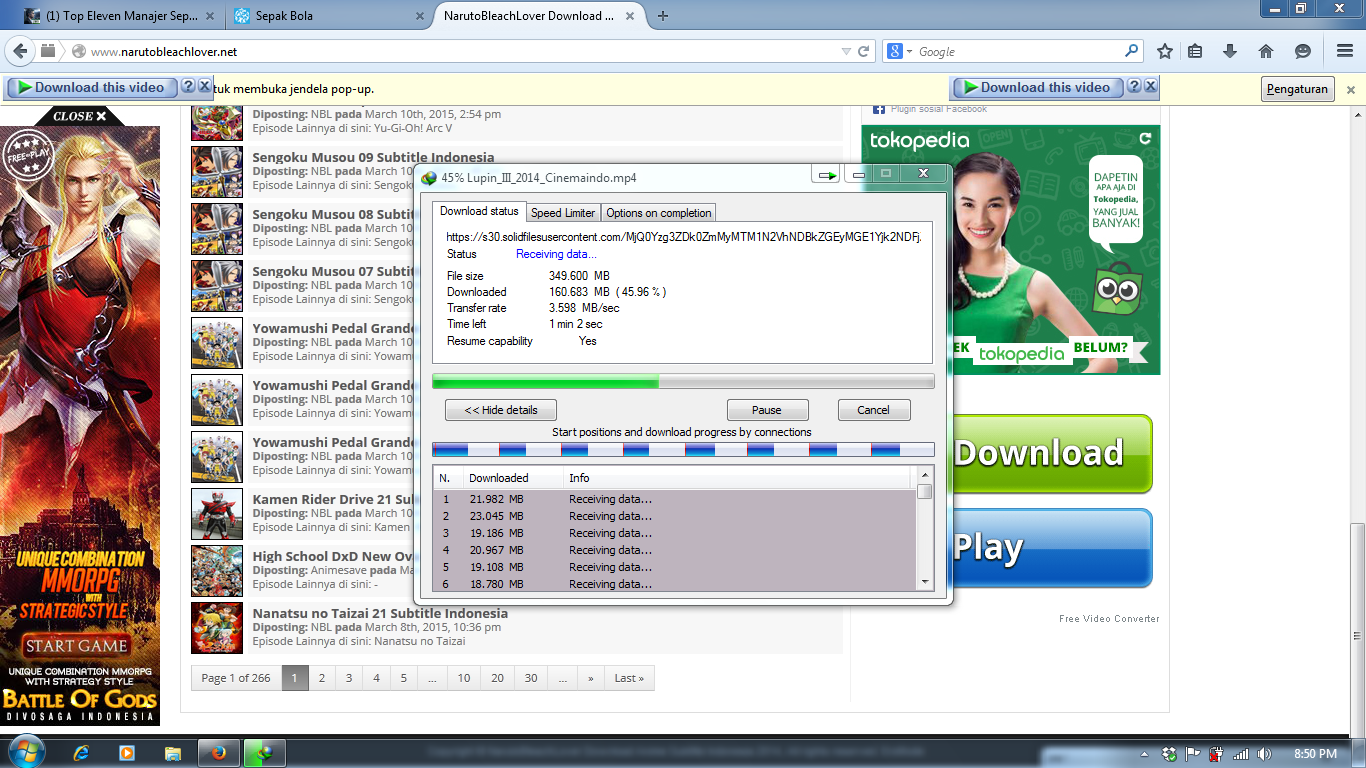 (1) Top Eleven Manajer Sep...
Sepak Bola
NarutoBleachLover Download ...
www.narutobleachlover.net
Google
Download this video
tuk membuka jendela pop-up.
Download this video
Pengaturan
CLOSE X
FREE PLAY
UNIQUE COMBINATION
MMORPG
WITH
STRATEGIC STYLE
START GAME
UNIQUE COMBINATION MMORPG
WITH STRATEGY STYLE
BATTLE OF GODS
DIVOSAGA INDONESIA
Diposting: NBL pada March 10th, 2015, 2:54 pm
Episode Lainnya di sini: Yu-Gi-Oh! Arc V
Sengoku Musou 09 Subtitle Indonesia
Diposting: NBL pada March 10
Episode Lainnya di sini: Sengoku
Sengoku Musou 08 Subtit
Diposting: NBL pada March 10
Episode Lainnya di sini: Sengoku
Sengoku Musou 07 Subtit
Diposting: NBL pada March 10
Episode Lainnya di sini: Sengoku
Yowamushi Pedal Grande
Diposting: NBL pada March 10
Episode Lainnya di sini: Yowam
Yowamushi Pedal Grande
Diposting: NBL pada March 10
Episode Lainnya di sini: Yowam
Yowamushi Pedal Grande
Diposting: NBL pada March 10
Episode Lainnya di sini: Yowam
Kamen Rider Drive 21 Sub
Diposting: NBL pada March 10
Episode Lainnya di sini: Kamen
High School DxD New Ov
Diposting: Animesave pada Ma
Episode Lainnya di sini: -
Nanatsu no Taizai 21 Subtitle Indonesia
Diposting: NBL pada March 8th, 2015, 10:36 pm
Episode Lainnya di sini: Nanatsu no Taizai
Page 1 of 266 1 2 3 4 5 ... 10 20 30 ... » Last »
45% Lupin_III_2014_Cinemaindo.mp4
Download status
Speed Limiter
Options on completion
https://s30.solidfilesusercontent.com/MjQ0Yzg3ZDk0ZmMyMTM1N2VhNDBkZGEyMGE1Yjk2NDFj.
Status Receiving data...
File size 349.600 MB
Downloaded 160.683 MB ( 45.96 % )
Transfer rate 3.598 MB/sec
Time left 1 min 2 sec
Resume capability Yes
<< Hide details
Pause
Cancel
Start positions and download progress by connections
N. Downloaded Info
1 21.982 MB Receiving data...
2 23.045 MB Receiving data...
3 19.186 MB Receiving data...
4 20.967 MB Receiving data...
5 19.108 MB Receiving data...
6 18.780 MB Receiving data...
Plugin sosial Facebook
tokopedia
DAPETIN
APA AJA DI
Tokopedia,
YANG JUAL
BANYAK!
EK tokopedia BELUM?
Download
Play
Free Video Converter
8:50 PM